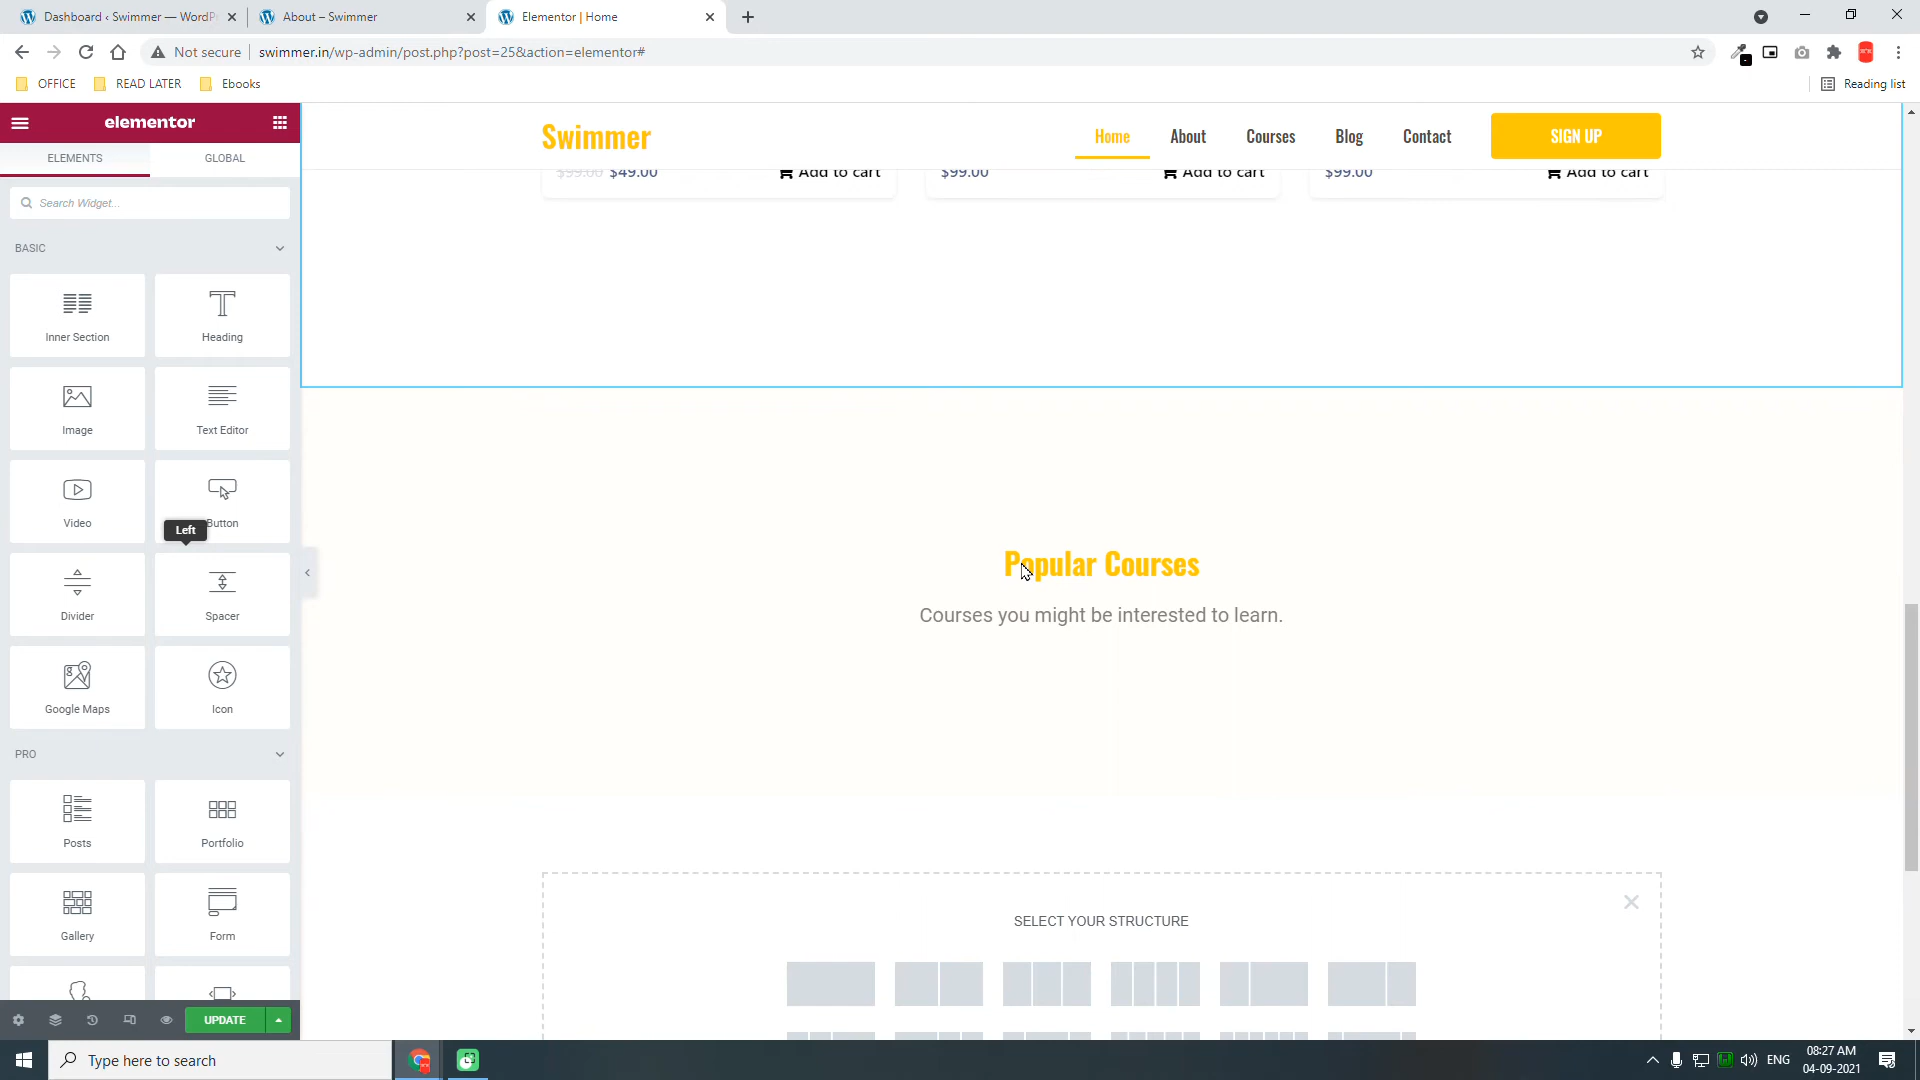 Dashboard ‹ Swimmer — WordP
About – Swimmer
Elementor | Home
Not secure
swimmer.in/wp-admin/post.php?post=25&action=elementor#
OFFICE
READ LATER
Ebooks
Reading list
elementor
ELEMENTS
GLOBAL
Search Widget...
BASIC
Inner Section
Heading
Image
Text Editor
Video
Button
Left
Divider
Spacer
Google Maps
Icon
PRO
Posts
Portfolio
Gallery
Form
UPDATE
Swimmer
Home
About
Courses
Blog
Contact
SIGN UP
$99.00 $49.00
Add to cart
$99.00
Add to cart
$99.00
Add to cart
Popular Courses
Courses you might be interested to learn.
SELECT YOUR STRUCTURE
Type here to search
ENG
08:27 AM
04-09-2021